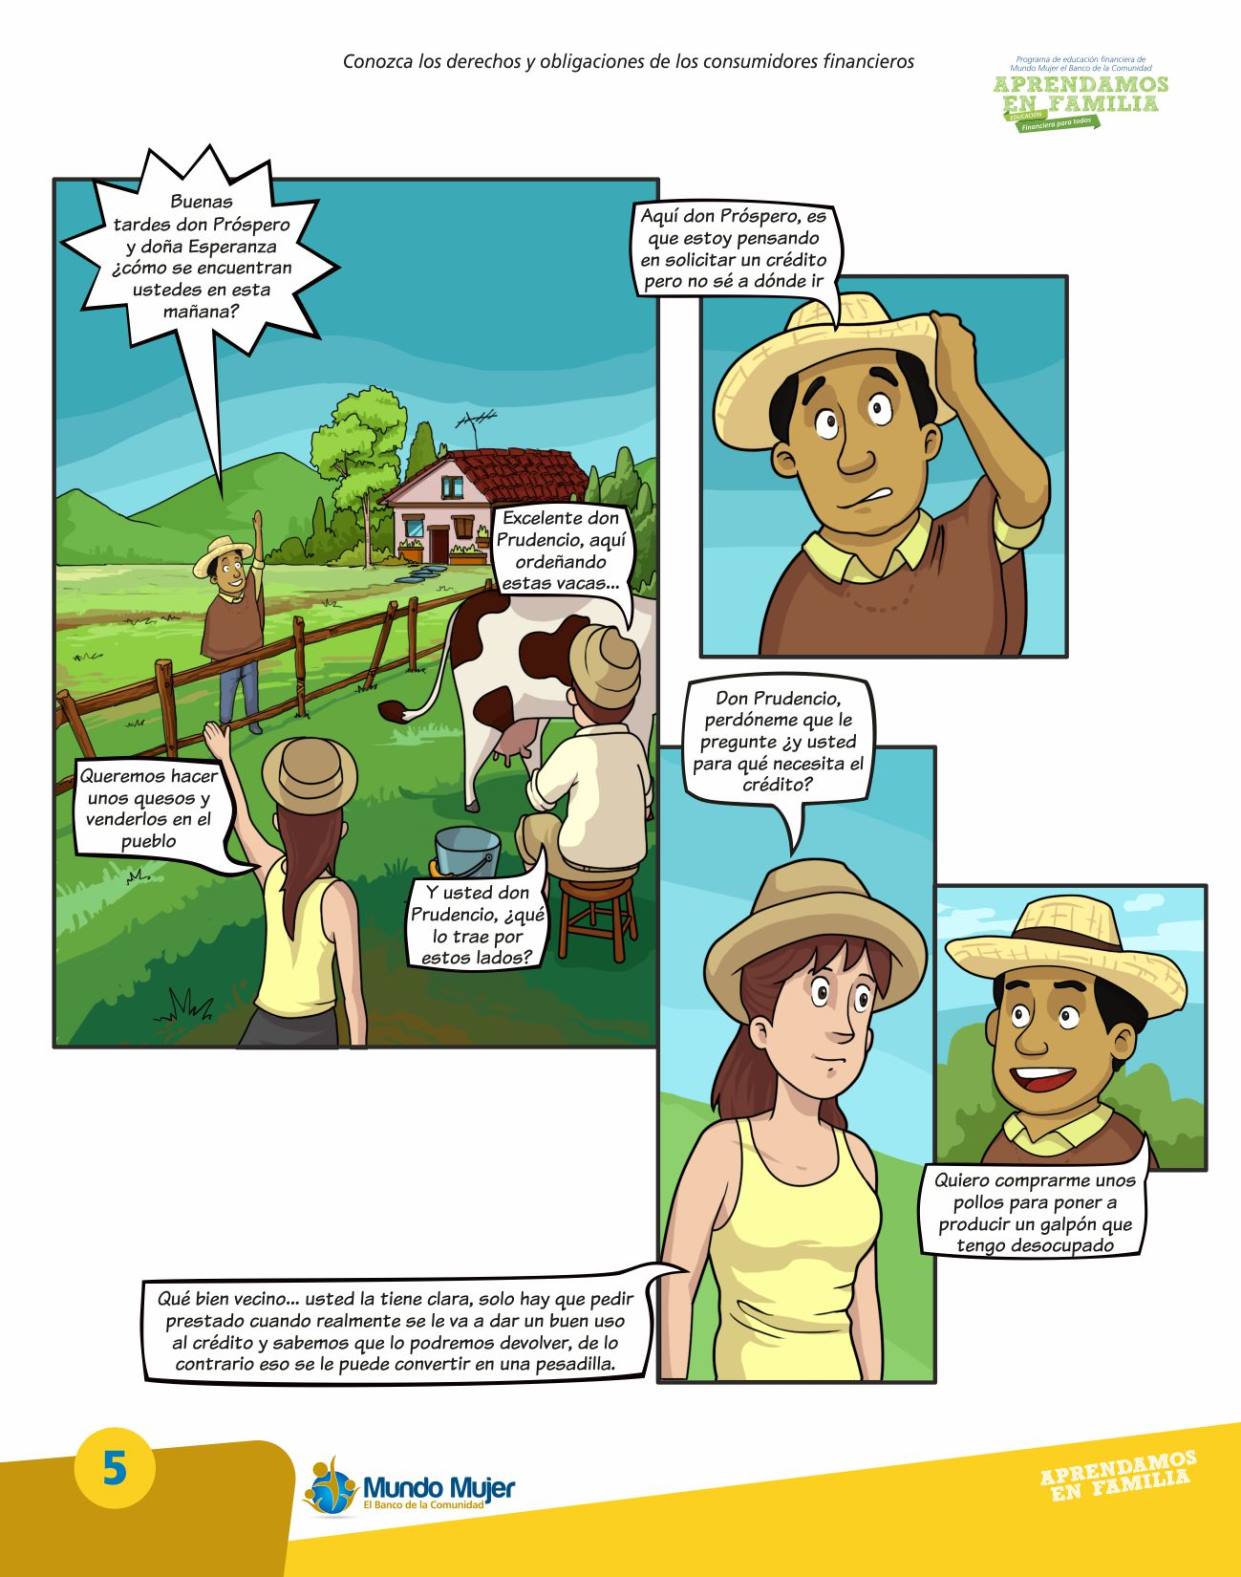 Conozca los derechos y obligaciones de los consumidores financieros
Programa de educación financiera de
Mundo Mujer el Banco de la Comunidad
APRENDAMOS
EN FAMILIA
EDUCACIÓN
Financiera para todos
Buenas
tardes don Próspero
y doña Esperanza
¿cómo se encuentran
ustedes en esta
mañana?
Excelente don
Prudencio, aquí
ordeñando
estas vacas...
Queremos hacer
unos quesos y
venderlos en el
pueblo
Y usted don
Prudencio, ¿qué
lo trae por
estos lados?
Aquí don Próspero, es
que estoy pensando
en solicitar un crédito
pero no sé a dónde ir
Don Prudencio,
perdóneme que le
pregunte ¿y usted
para qué necesita el
crédito?
Quiero comprarme unos
pollos para poner a
producir un galpón que
tengo desocupado
Qué bien vecino... usted la tiene clara, solo hay que pedir
prestado cuando realmente se le va a dar un buen uso
al crédito y sabemos que lo podremos devolver, de lo
contrario eso se le puede convertir en una pesadilla.
5
Mundo Mujer
El Banco de la Comunidad
APRENDAMOS
EN FAMILIA